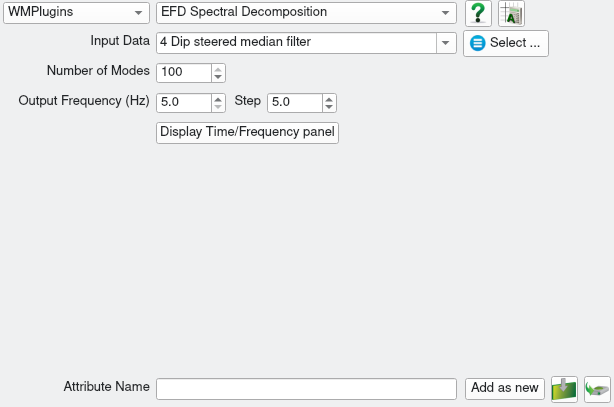 WMPlugins EFD Spectral Decomposition ? A
Input Data 4 Dip steered median filter Select ...
Number of Modes 100
Output Frequency (Hz) 5.0 Step 5.0
Display Time/Frequency panel
Attribute Name Add as new